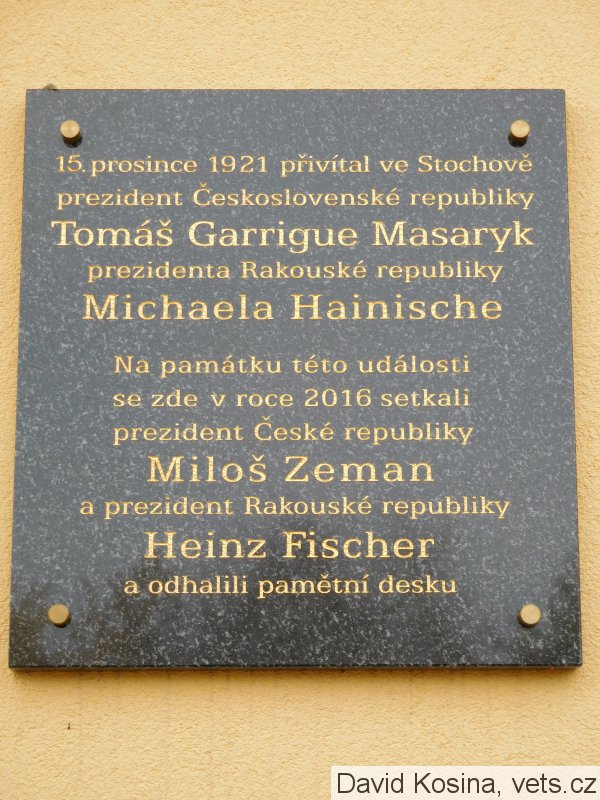 15. prosince 1921 přivítal ve Stochově
prezident Československé republiky
Tomáš Garrigue Masaryk
prezidenta Rakouské republiky
Michaela Hainische
Na památku této události
se zde v roce 2016 setkali
prezident České republiky
Miloš Zeman
a prezident Rakouské republiky
Heinz Fischer
a odhalili pamětní desku
David Kosina, vets.cz